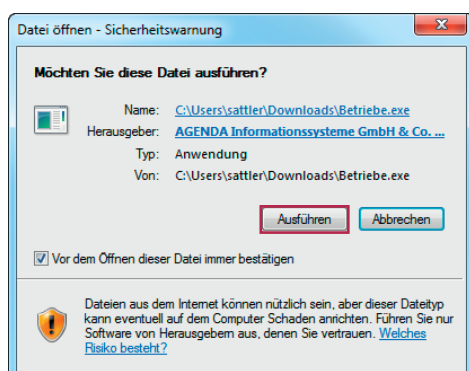 Datei öffnen - Sicherheitswarnung
Möchten Sie diese Datei ausführen?
Name: C:\Users\sattler\Downloads\Betriebe.exe
Herausgeber: AGENDA Informationssysteme GmbH & Co. ...
Typ: Anwendung
Von: C:\Users\sattler\Downloads\Betriebe.exe
Ausführen Abbrechen
Vor dem Öffnen dieser Datei immer bestätigen
Dateien aus dem Internet können nützlich sein, aber dieser Dateityp
kann eventuell auf dem Computer Schaden anrichten. Führen Sie nur
Software von Herausgebern aus, denen Sie vertrauen. Welches
Risiko besteht?